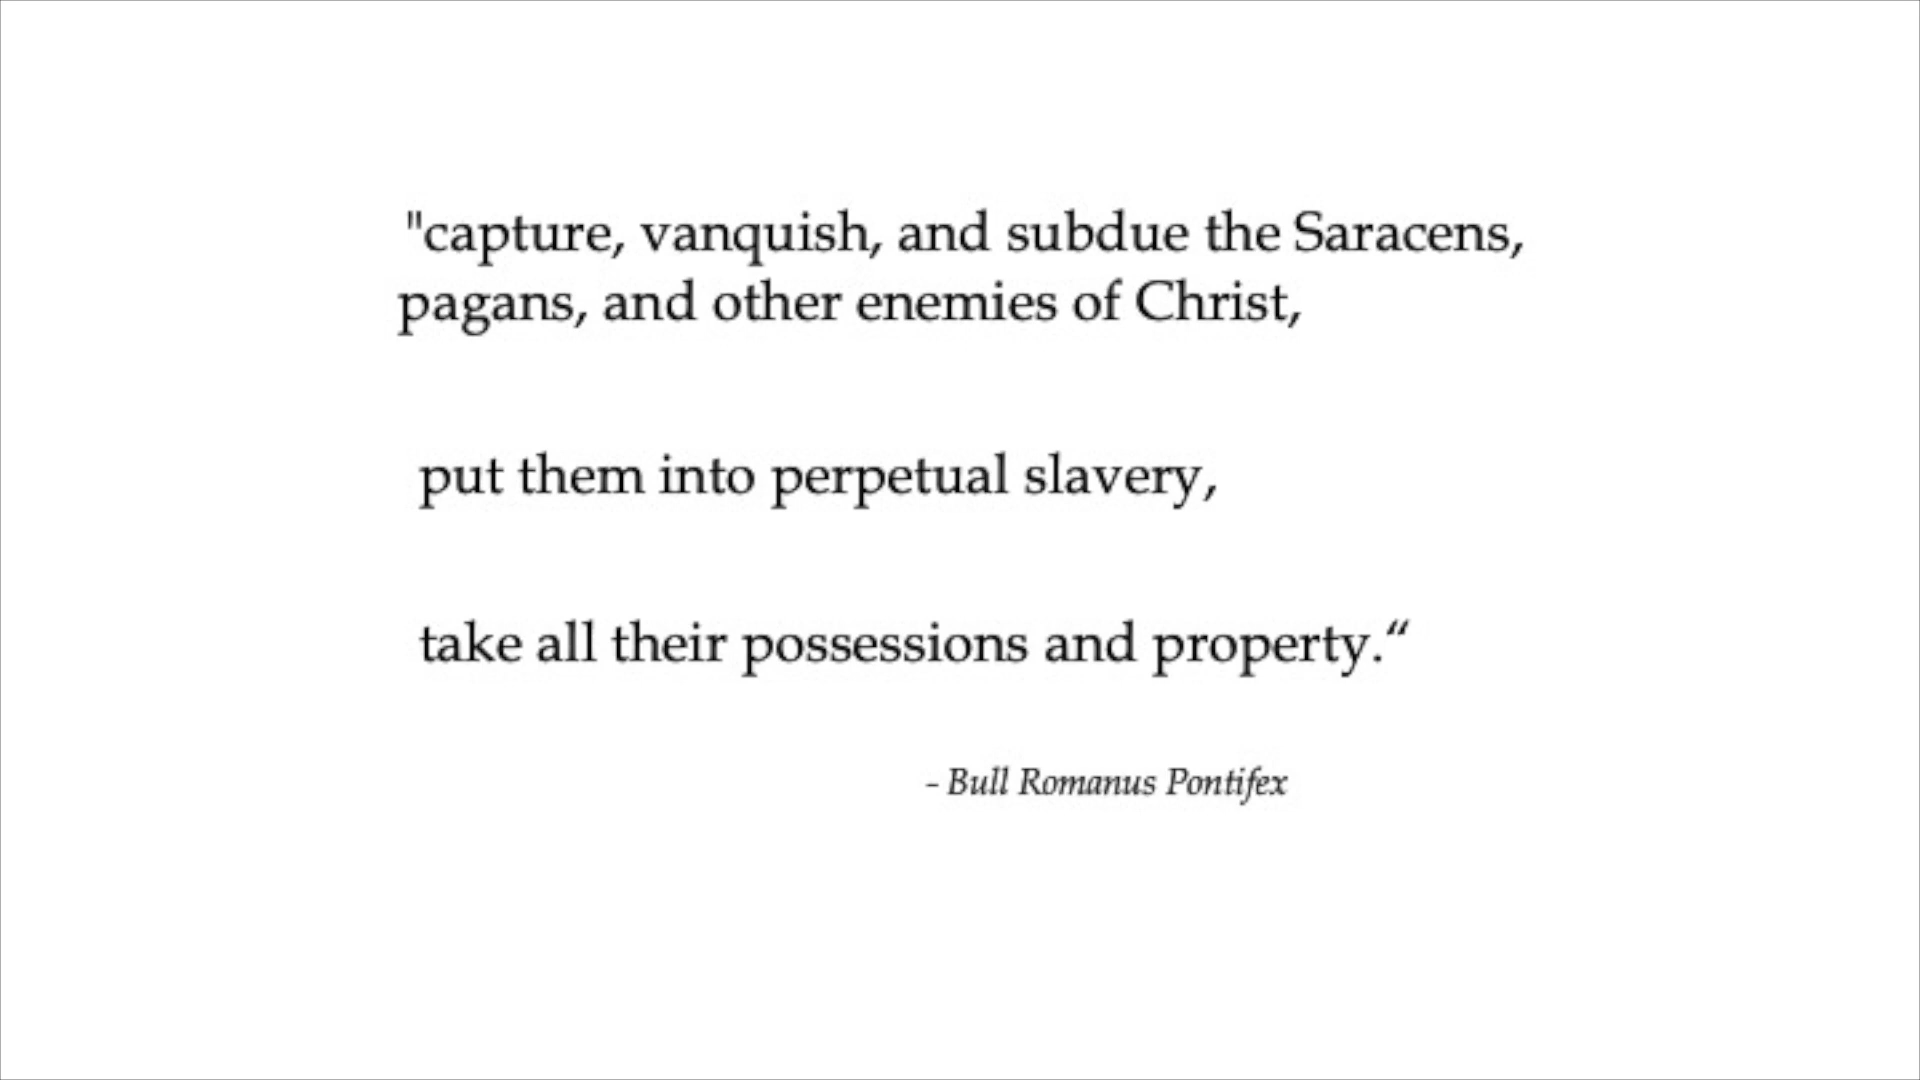 "capture, vanquish, and subdue the Saracens,
pagans, and other enemies of Christ,
put them into perpetual slavery,
take all their possessions and property.“
– Bull Romanus Pontifex